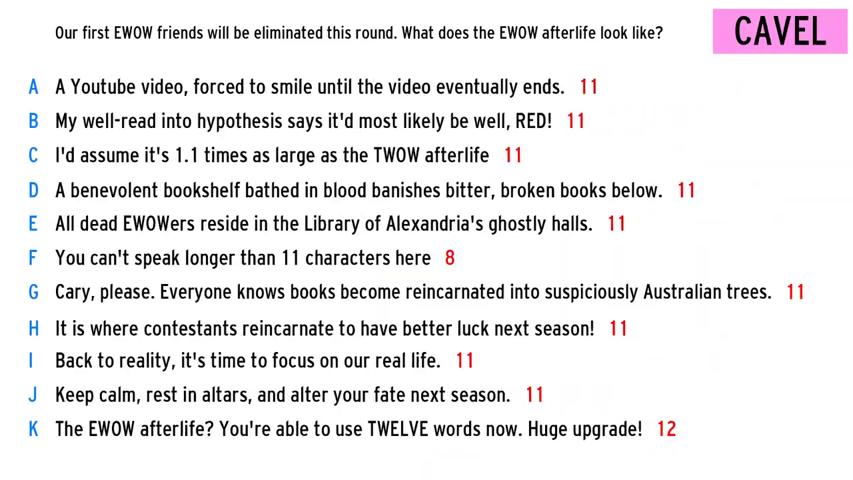 Our first EWOW friends will be eliminated this round. What does the EWOW afterlife look like?
CAVEL
A A Youtube video, forced to smile until the video eventually ends. 11
B My well-read into hypothesis says it'd most likely be well, RED! 11
C I'd assume it's 1.1 times as large as the TWOW afterlife 11
D A benevolent bookshelf bathed in blood banishes bitter, broken books below. 11
E All dead EWOWers reside in the Library of Alexandria's ghostly halls. 11
F You can't speak longer than 11 characters here 8
G Cary, please. Everyone knows books become reincarnated into suspiciously Australian trees. 11
H It is where contestants reincarnate to have better luck next season! 11
I Back to reality, it's time to focus on our real life. 11
J Keep calm, rest in altars, and alter your fate next season. 11
K The EWOW afterlife? You're able to use TWELVE words now. Huge upgrade! 12